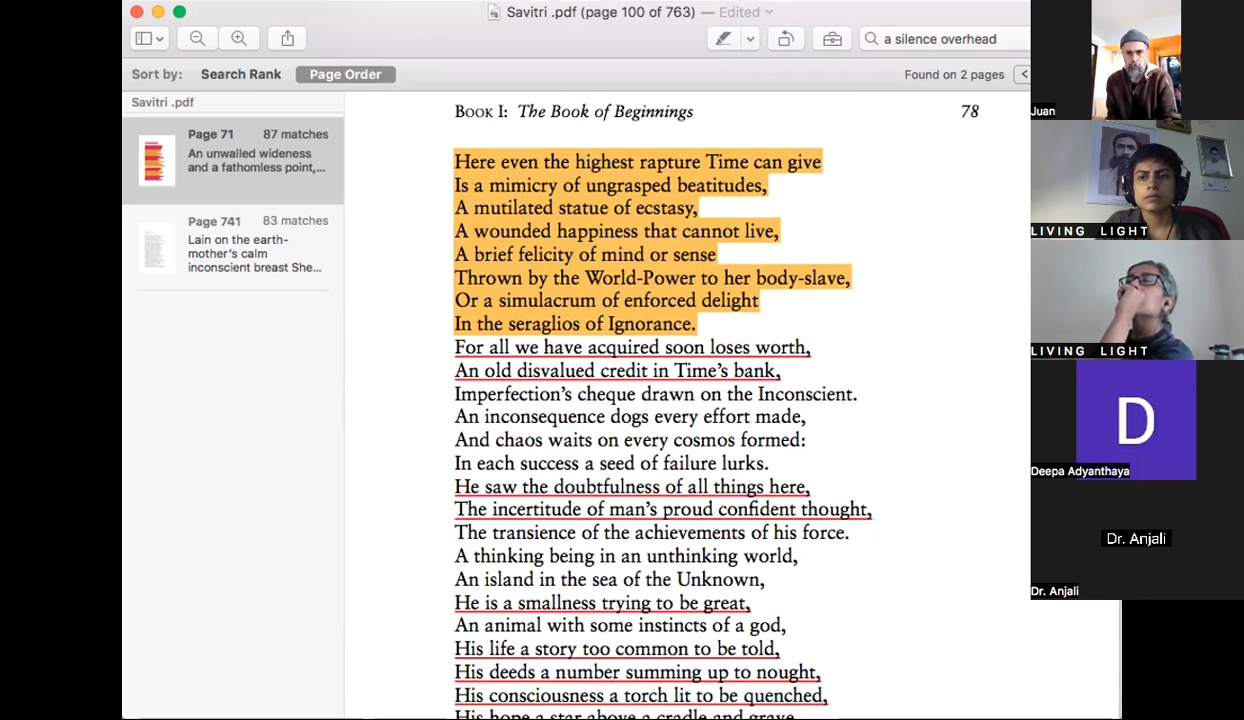 Savitri .pdf (page 100 of 763) — Edited
a silence overhead
Sort by: Search Rank Page Order
Found on 2 pages
Savitri .pdf
Page 71 87 matches
An unwalled wideness
and a fathomless point,...
Page 741 83 matches
Lain on the earth-
mother's calm
inconscient breast She...
BOOK I: The Book of Beginnings 78
Here even the highest rapture Time can give
Is a mimicry of ungrasped beatitudes,
A mutilated statue of ecstasy,
A wounded happiness that cannot live,
A brief felicity of mind or sense
Thrown by the World-Power to her body-slave,
Or a simulacrum of enforced delight
In the seraglios of Ignorance.
For all we have acquired soon loses worth,
An old disvalued credit in Time's bank,
Imperfection's cheque drawn on the Inconscient.
An inconsequence dogs every effort made,
And chaos waits on every cosmos formed:
In each success a seed of failure lurks.
He saw the doubtfulness of all things here,
The incertitude of man's proud confident thought,
The transience of the achievements of his force.
A thinking being in an unthinking world,
An island in the sea of the Unknown,
He is a smallness trying to be great,
An animal with some instincts of a god,
His life a story too common to be told,
His deeds a number summing up to nought,
His consciousness a torch lit to be quenched,
His hope a star above a cradle and grave.
Juan
LIVING LIGHT
LIVING LIGHT
D
Deepa Adyanthaya
Dr. Anjali
Dr. Anjali